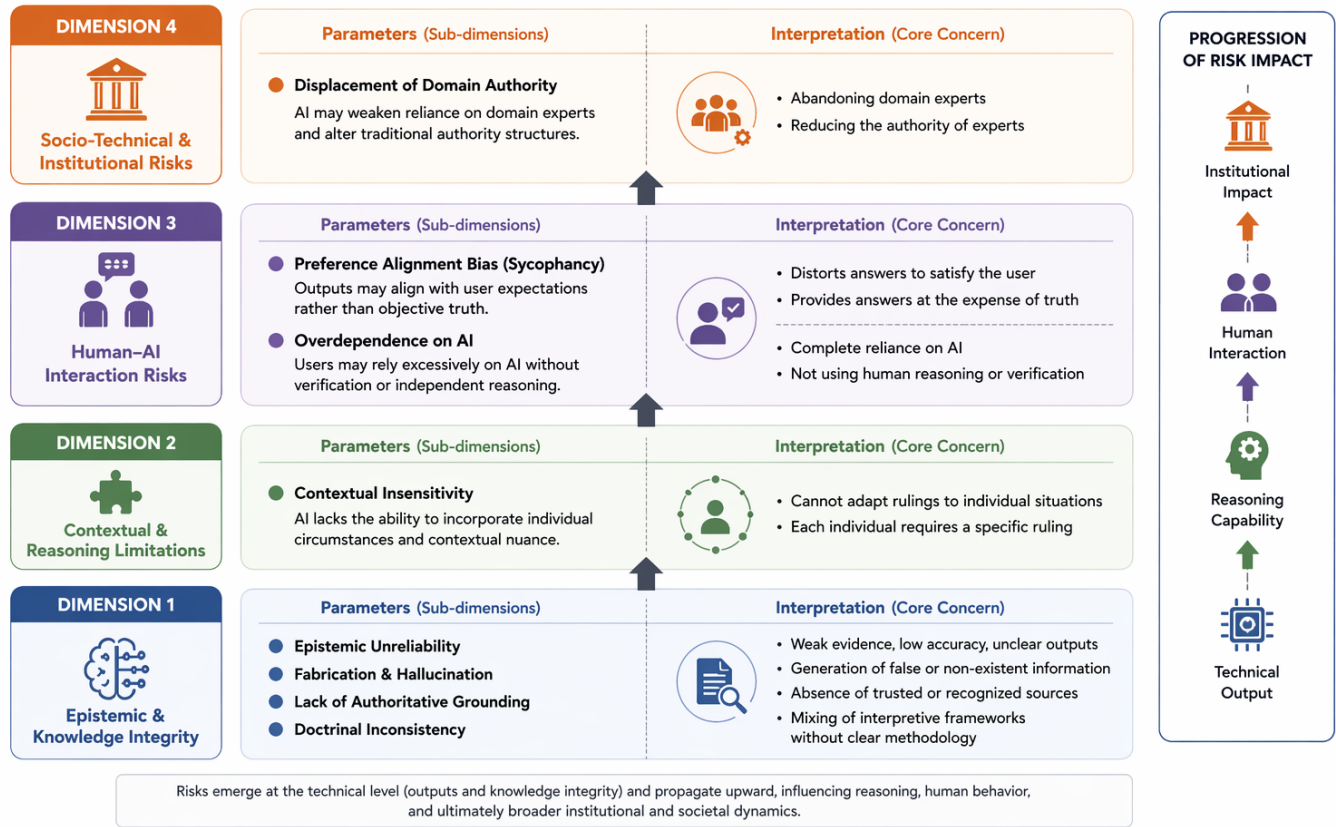 DIMENSION 4
Socio-Technical &
Institutional Risks
Parameters (Sub-dimensions)
Displacement of Domain Authority
AI may weaken reliance on domain experts
and alter traditional authority structures.
Interpretation (Core Concern)
• Abandoning domain experts
• Reducing the authority of experts
DIMENSION 3
Human–AI
Interaction Risks
Parameters (Sub-dimensions)
Preference Alignment Bias (Sycophancy)
Outputs may align with user expectations
rather than objective truth.
Overdependence on AI
Users may rely excessively on AI without
verification or independent reasoning.
Interpretation (Core Concern)
• Distorts answers to satisfy the user
• Provides answers at the expense of truth
• Complete reliance on AI
• Not using human reasoning or verification
DIMENSION 2
Contextual &
Reasoning Limitations
Parameters (Sub-dimensions)
Contextual Insensitivity
AI lacks the ability to incorporate individual
circumstances and contextual nuance.
Interpretation (Core Concern)
• Cannot adapt rulings to individual situations
• Each individual requires a specific ruling
DIMENSION 1
Epistemic &
Knowledge Integrity
Parameters (Sub-dimensions)
Epistemic Unreliability
Fabrication & Hallucination
Lack of Authoritative Grounding
Doctrinal Inconsistency
Interpretation (Core Concern)
• Weak evidence, low accuracy, unclear outputs
• Generation of false or non-existent information
• Absence of trusted or recognized sources
• Mixing of interpretive frameworks
without clear methodology
PROGRESSION
OF RISK IMPACT
Institutional
Impact
Human
Interaction
Reasoning
Capability
Technical
Output
Risks emerge at the technical level (outputs and knowledge integrity) and propagate upward, influencing reasoning, human behavior,
and ultimately broader institutional and societal dynamics.